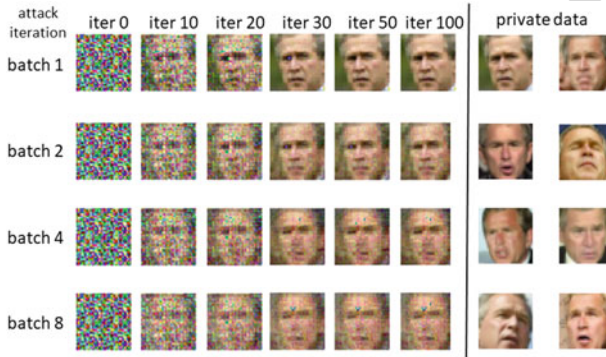 attack
iteration
iter 0 iter 10 iter 20 iter 30 iter 50 iter 100 private data
batch 1
batch 2
batch 4
batch 8